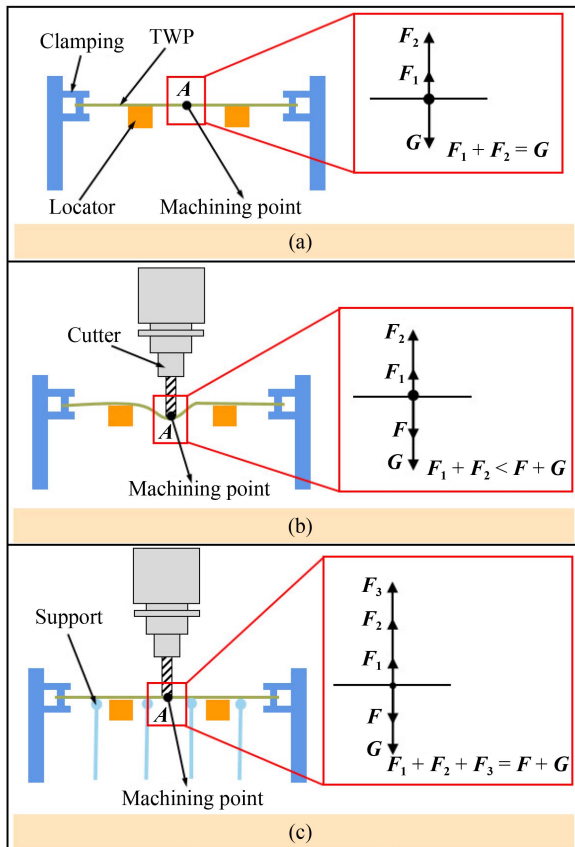 Clamping
TWP
A
Locator
Machining point
F₂
F₁
G
F₁ + F₂ = G
(a)
Cutter
A
Machining point
F₂
F₁
F
G
F₁ + F₂ < F + G
(b)
Support
A
Machining point
F₃
F₂
F₁
F
G
F₁ + F₂ + F₃ = F + G
(c)